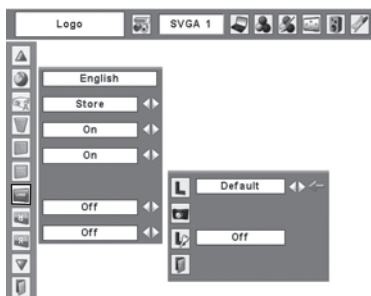 Logo SVGA 1
English
Store
On
On
Off
Off
Default
Off